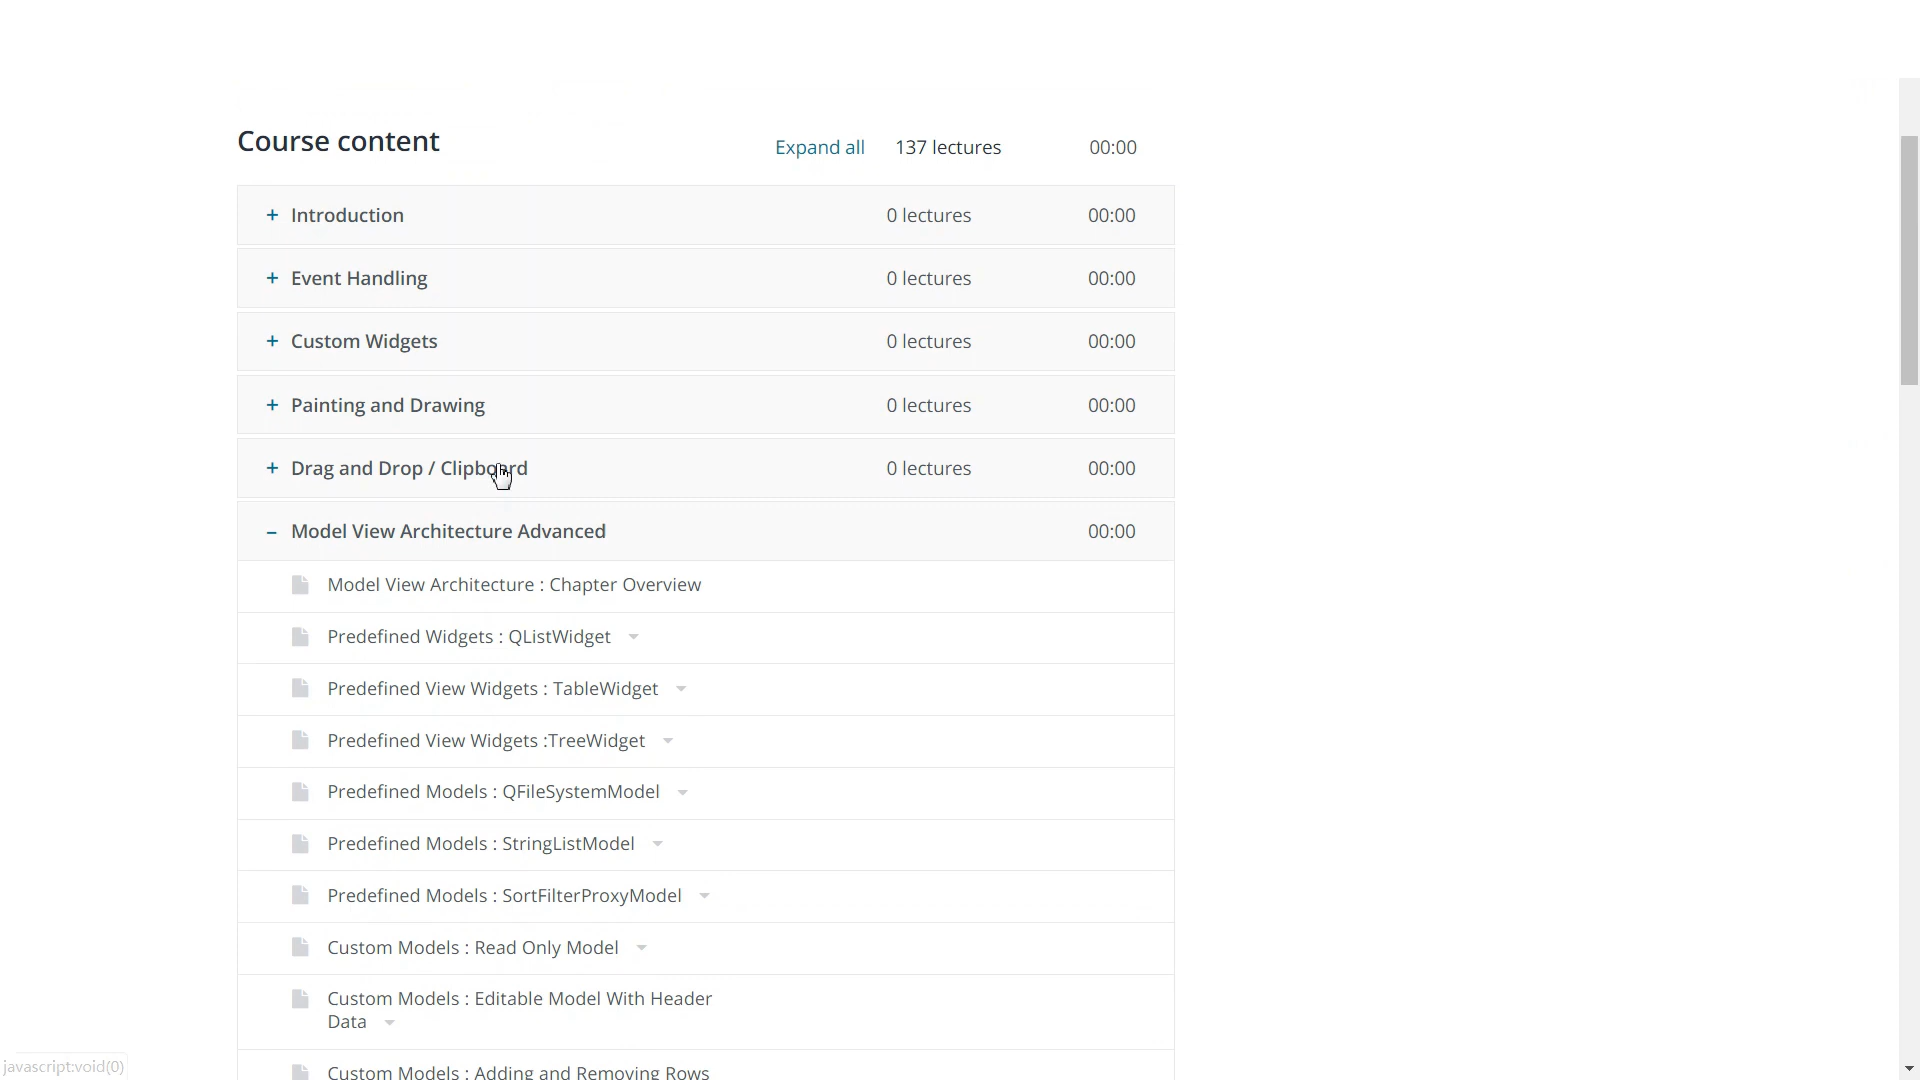 Course content
Expand all 137 lectures 00:00
+ Introduction 0 lectures 00:00
+ Event Handling 0 lectures 00:00
+ Custom Widgets 0 lectures 00:00
+ Painting and Drawing 0 lectures 00:00
+ Drag and Drop / Clipboard 0 lectures 00:00
– Model View Architecture Advanced 00:00
Model View Architecture : Chapter Overview
Predefined Widgets : QListWidget
Predefined View Widgets : TableWidget
Predefined View Widgets :TreeWidget
Predefined Models : QFileSystemModel
Predefined Models : StringListModel
Predefined Models : SortFilterProxyModel
Custom Models : Read Only Model
Custom Models : Editable Model With Header
Data
Custom Models : Adding and Removing Rows
javascript:void(0)